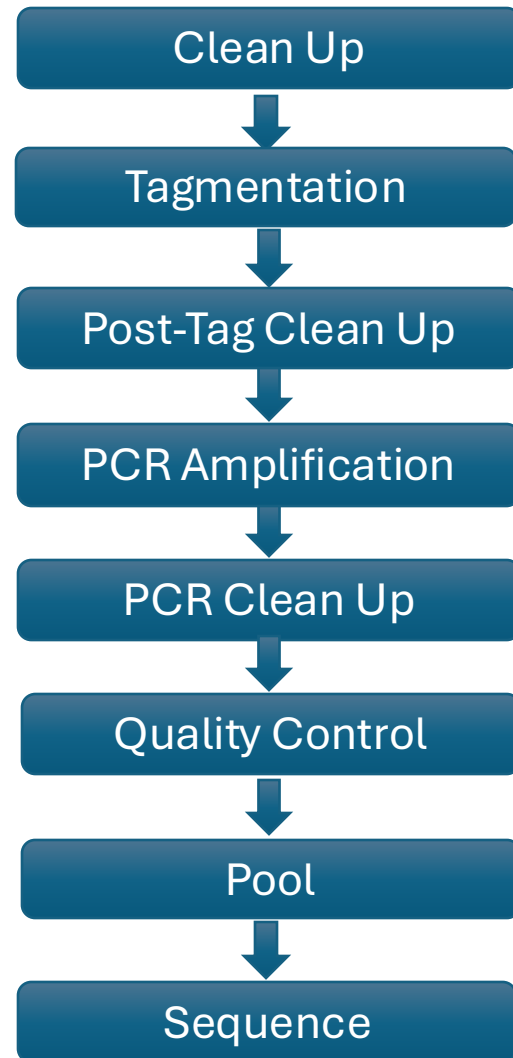 Clean Up
Tagmentation
Post-Tag Clean Up
PCR Amplification
PCR Clean Up
Quality Control
Pool
Sequence